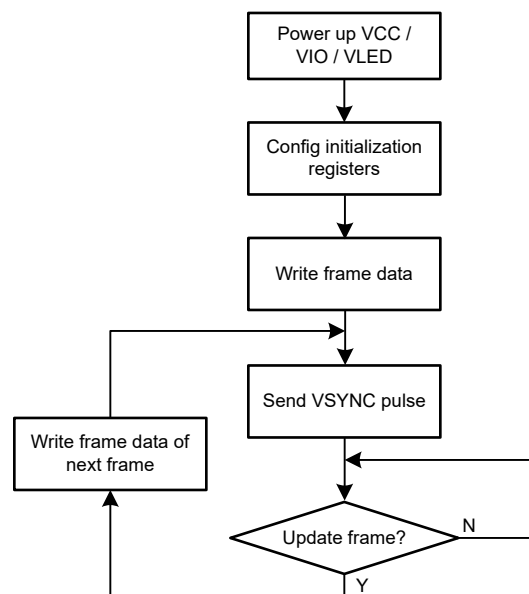 Power up VCC /
VIO / VLED
Config initialization
registers
Write frame data
Send VSYNC pulse
Write frame data of
next frame
Update frame?
N
Y